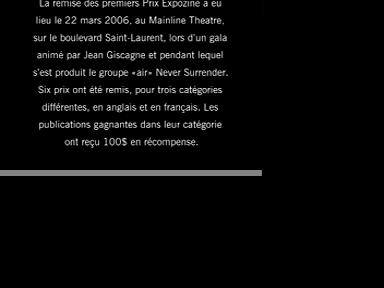 La remise des premiers Prix Expozine a eu
lieu le 22 mars 2006, au Mainline Theatre,
sur le boulevard Saint-Laurent, lors d'un gala
animé par Jean Giscagne et pendant lequel
s'est produit le groupe «air» Never Surrender.
Six prix ont été remis, pour trois catégories
différentes, en anglais et en français. Les
publications gagnantes dans leur catégorie
ont reçu 100$ en récompense.